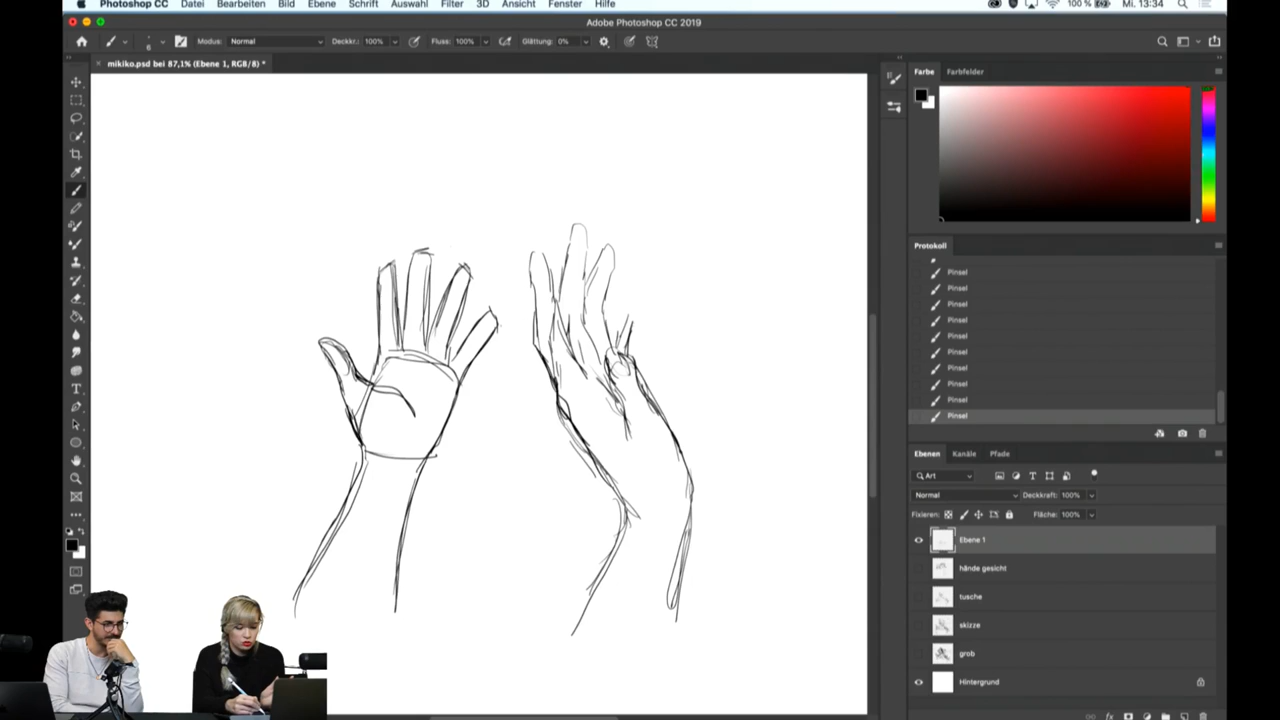 Photoshop CC Datei Bearbeiten Bild Ebene Schrift Auswahl Filter 3D Ansicht Fenster Hilfe 100 % Mi. 13:34
Adobe Photoshop CC 2019
6 Modus: Normal Deckkr.: 100% Fluss: 100% Glättung: 0%
mikiko.psd bei 87,1% (Ebene 1, RGB/8) *
Farbe Farbfelder
Protokoll
Pinsel
Pinsel
Pinsel
Pinsel
Pinsel
Pinsel
Pinsel
Pinsel
Pinsel
Pinsel
Ebenen Kanäle Pfade
Art
Normal Deckkraft: 100%
Fixieren: Fläche: 100%
Ebene 1
hände gesicht
tusche
skizze
grob
Hintergrund
fx